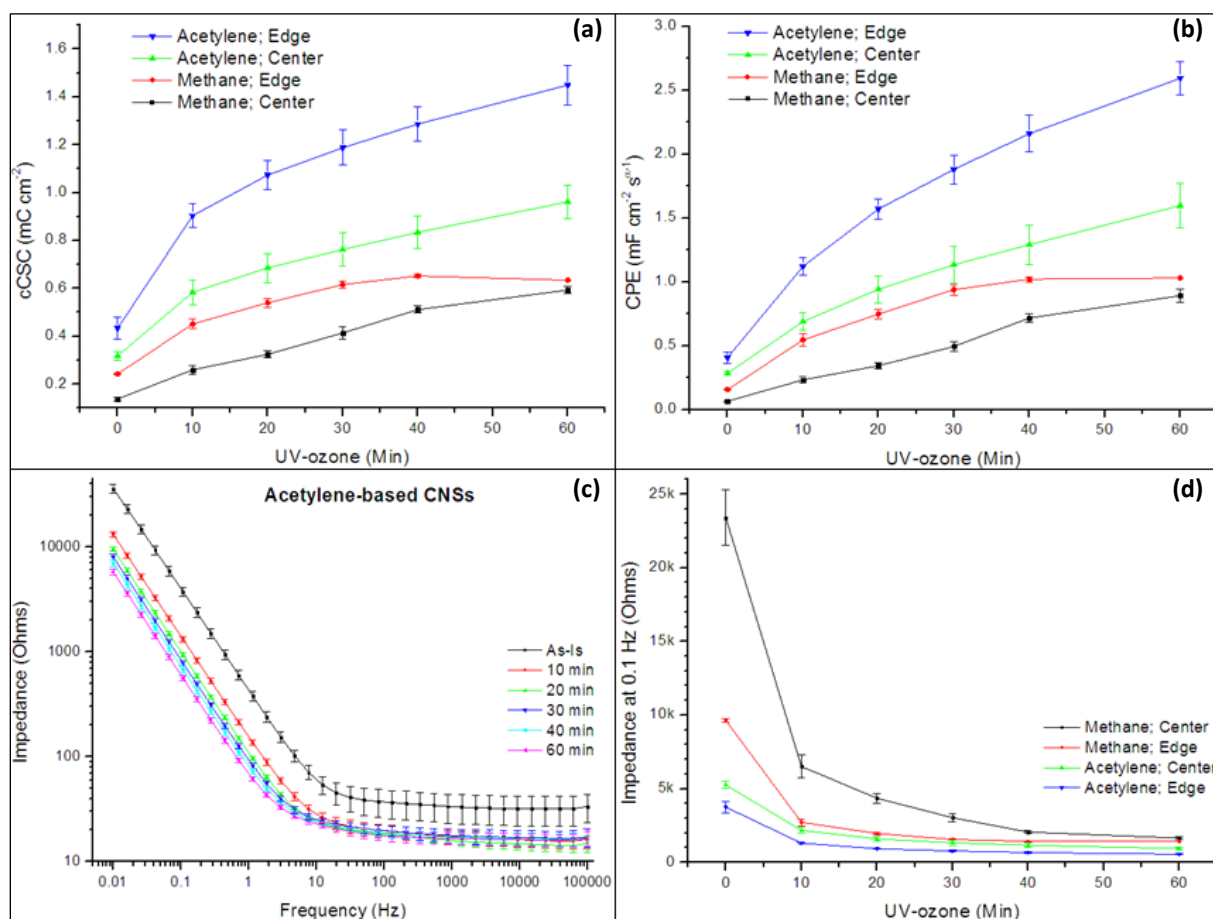 (a)
Acetylene; Edge
Acetylene; Center
Methane; Edge
Methane; Center
cCSC (mC cm-2)
1.6
1.4
1.2
1.0
0.8
0.6
0.4
0.2
0 10 20 30 40 50 60
UV-ozone (Min)
(b)
Acetylene; Edge
Acetylene; Center
Methane; Edge
Methane; Center
CPE (mF cm-2 sα-1)
3.0
2.5
2.0
1.5
1.0
0.5
0.0
0 10 20 30 40 50 60
UV-ozone (Min)
(c)
Acetylene-based CNSs
Impedance (Ohms)
10000
1000
100
10
As-Is
10 min
20 min
30 min
40 min
60 min
0.01 0.1 1 10 100 1000 10000 100000
Frequency (Hz)
(d)
Impedance at 0.1 Hz (Ohms)
25k
20k
15k
10k
5k
0
Methane; Center
Methane; Edge
Acetylene; Center
Acetylene; Edge
0 10 20 30 40 50 60
UV-ozone (Min)